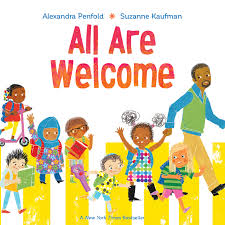 Alexandra Penfold * Suzanne Kaufman
All Are
Welcome
A New York Times Bestseller